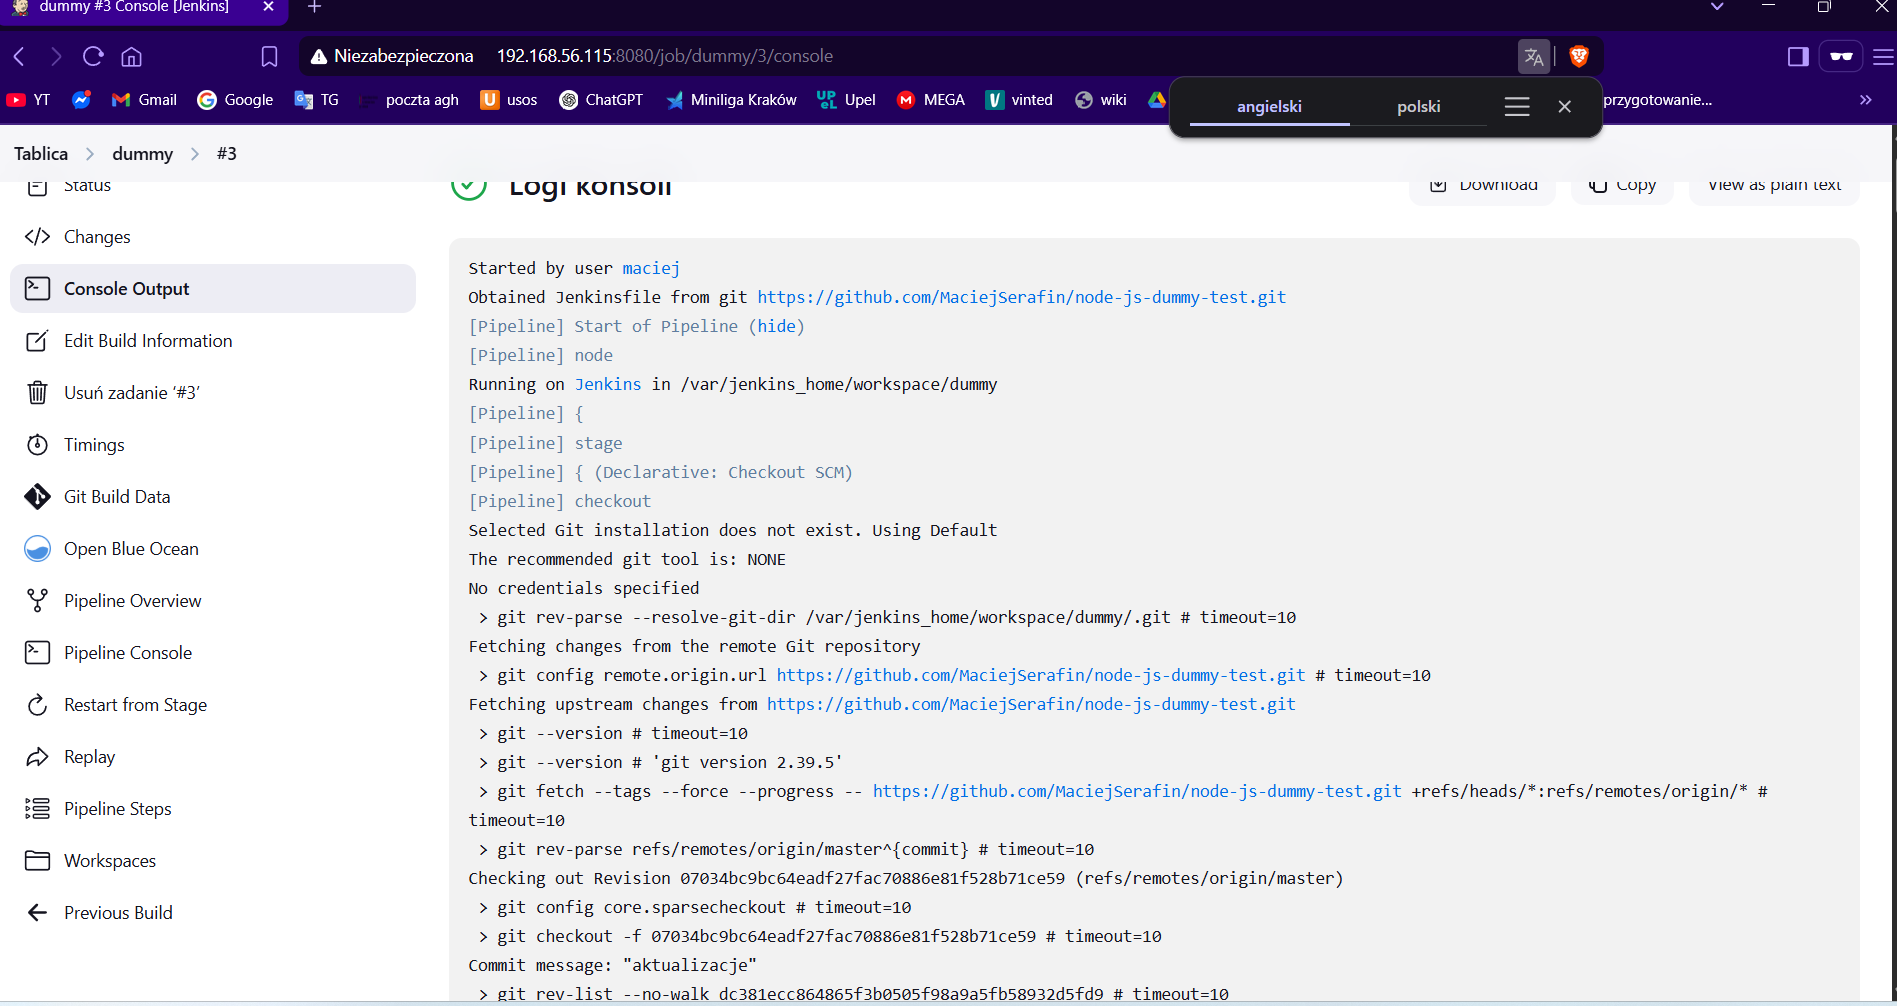 dummy #3 Console [Jenkins]
Niezabezpieczona 192.168.56.115:8080/job/dummy/3/console
YT
Gmail
Google
TG
poczta agh
usos
ChatGPT
Miniliga Kraków
Upel
MEGA
vinted
wiki
przygotowanie...
angielski
polski
Tablica
dummy
#3
Status
Changes
Console Output
Edit Build Information
Usuń zadanie ‘#3’
Timings
Git Build Data
Open Blue Ocean
Pipeline Overview
Pipeline Console
Restart from Stage
Replay
Pipeline Steps
Workspaces
Previous Build
Logi konsoli
Download
Copy
View as plain text
Started by user maciej
Obtained Jenkinsfile from git https://github.com/MaciejSerafin/node-js-dummy-test.git
[Pipeline] Start of Pipeline (hide)
[Pipeline] node
Running on Jenkins in /var/jenkins_home/workspace/dummy
[Pipeline] {
[Pipeline] stage
[Pipeline] { (Declarative: Checkout SCM)
[Pipeline] checkout
Selected Git installation does not exist. Using Default
The recommended git tool is: NONE
No credentials specified
> git rev-parse --resolve-git-dir /var/jenkins_home/workspace/dummy/.git # timeout=10
Fetching changes from the remote Git repository
> git config remote.origin.url https://github.com/MaciejSerafin/node-js-dummy-test.git # timeout=10
Fetching upstream changes from https://github.com/MaciejSerafin/node-js-dummy-test.git
> git --version # timeout=10
> git --version # 'git version 2.39.5'
> git fetch --tags --force --progress -- https://github.com/MaciejSerafin/node-js-dummy-test.git +refs/heads/*:refs/remotes/origin/* #
timeout=10
> git rev-parse refs/remotes/origin/master^{commit} # timeout=10
Checking out Revision 07034bc9bc64eadf27fac70886e81f528b71ce59 (refs/remotes/origin/master)
> git config core.sparsecheckout # timeout=10
> git checkout -f 07034bc9bc64eadf27fac70886e81f528b71ce59 # timeout=10
Commit message: "aktualizacje"
> git rev-list --no-walk dc381ecc864865f3b0505f98a9a5fb58932d5fd9 # timeout=10